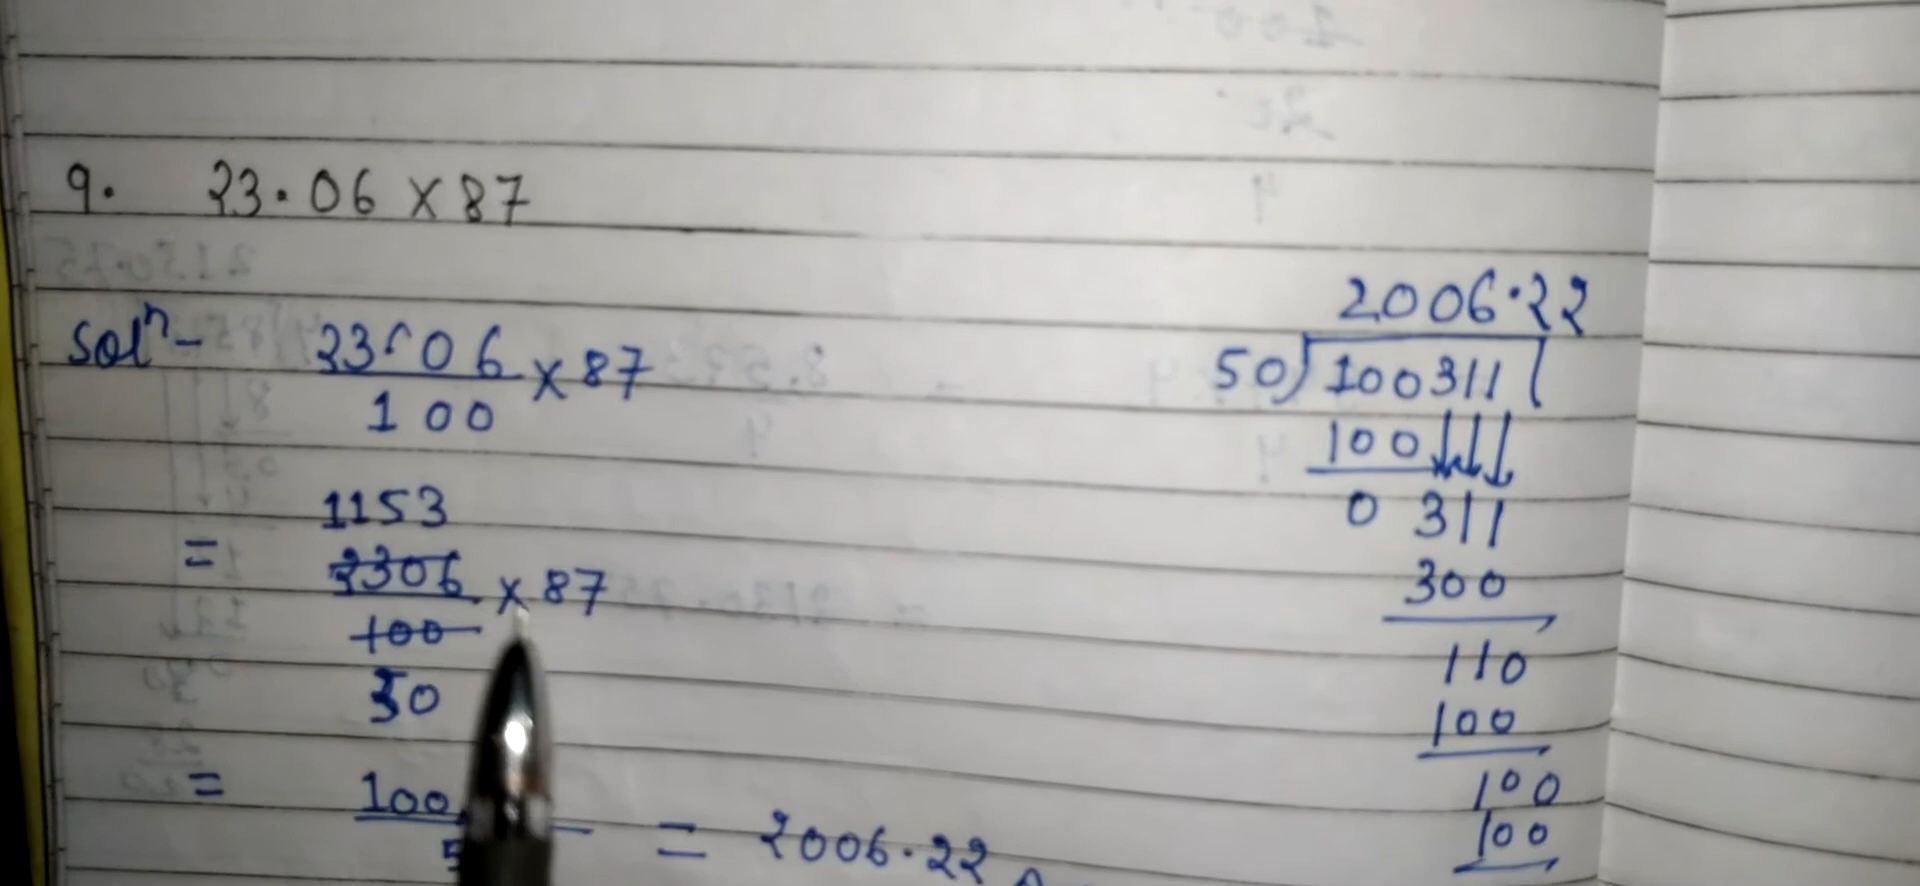 9. 23.06 X 87
Solⁿ - 23.06 / 100 X 87
1153
= 2306 / 100 X 87
50
= 100 / 5 = 2006.22
2006.22
50) 100311 (
100
0 311
300
110
100
100
100